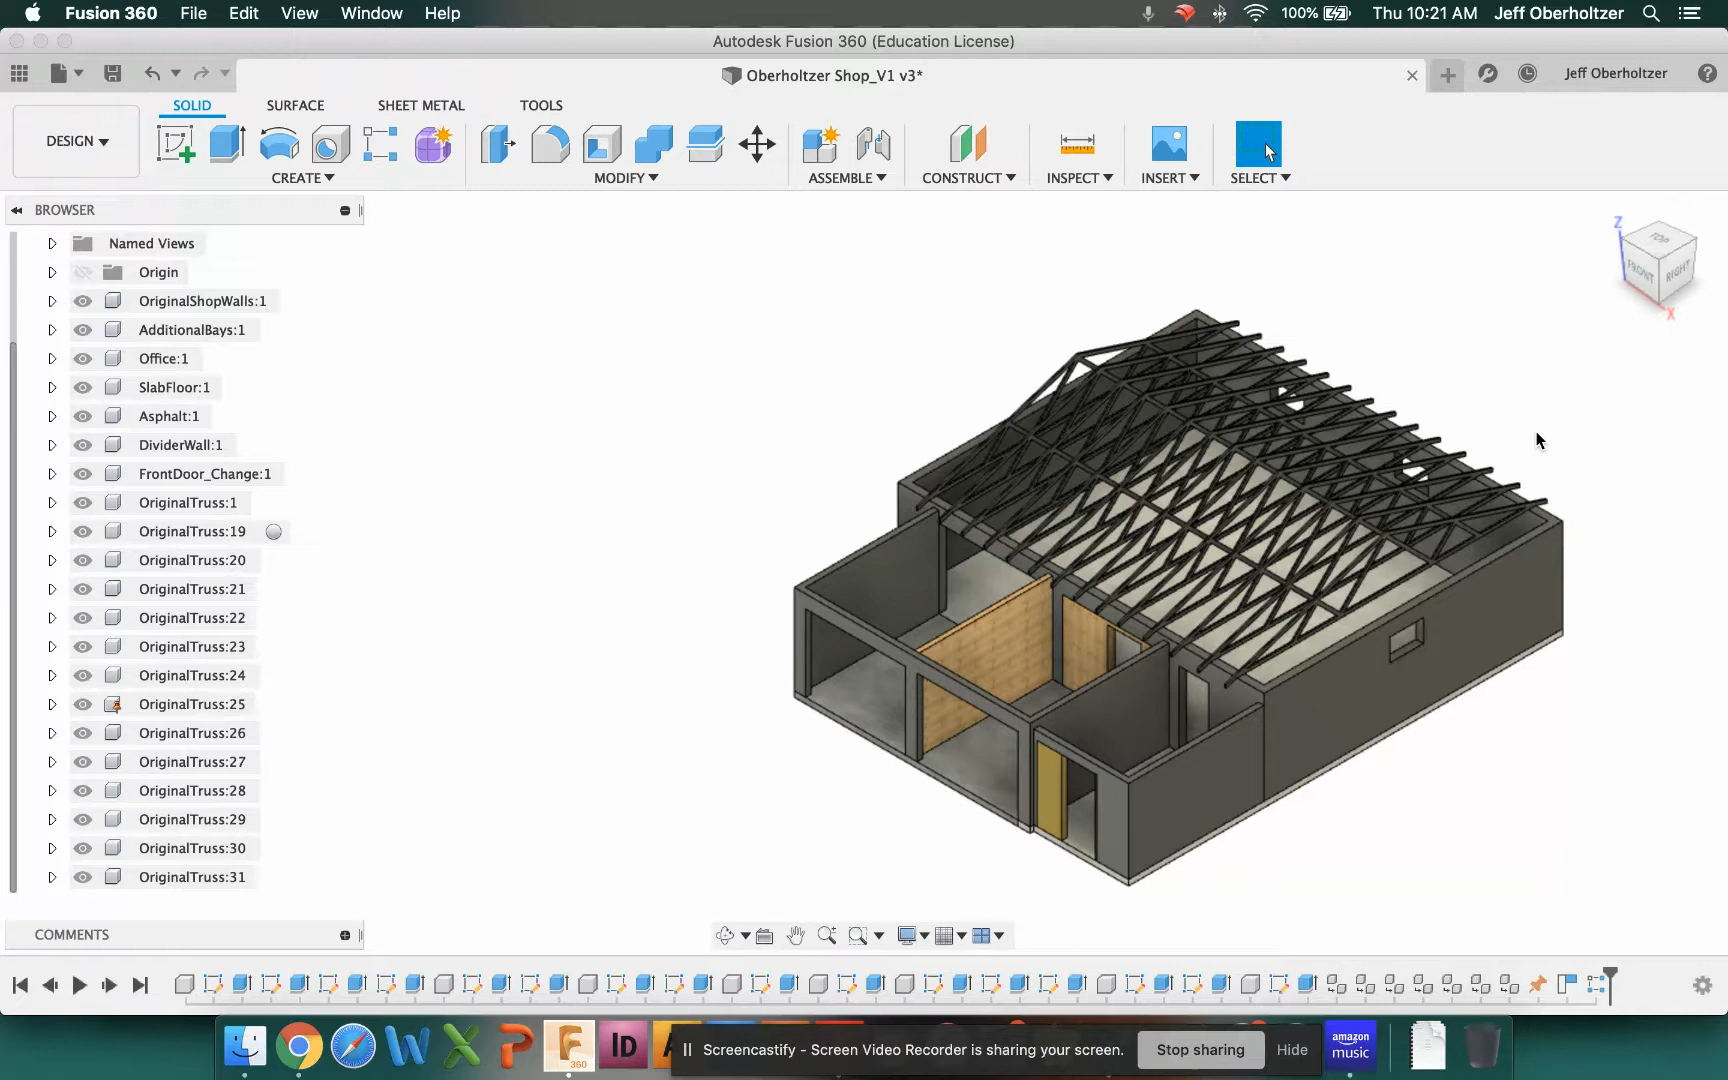 Fusion 360 File Edit View Window Help 100% Thu 10:21 AM Jeff Oberholtzer
Autodesk Fusion 360 (Education License)
Oberholtzer Shop_V1 v3*
Jeff Oberholtzer
SOLID SURFACE SHEET METAL TOOLS
DESIGN
CREATE MODIFY ASSEMBLE CONSTRUCT INSPECT INSERT SELECT
BROWSER
Named Views
Origin
OriginalShopWalls:1
AdditionalBays:1
Office:1
SlabFloor:1
Asphalt:1
DividerWall:1
FrontDoor_Change:1
OriginalTruss:1
OriginalTruss:19
OriginalTruss:20
OriginalTruss:21
OriginalTruss:22
OriginalTruss:23
OriginalTruss:24
OriginalTruss:25
OriginalTruss:26
OriginalTruss:27
OriginalTruss:28
OriginalTruss:29
OriginalTruss:30
OriginalTruss:31
Z
TOP
FRONT RIGHT
X
COMMENTS
W X P F 360 ID A
Screencastify - Screen Video Recorder is sharing your screen. Stop sharing Hide
amazon music